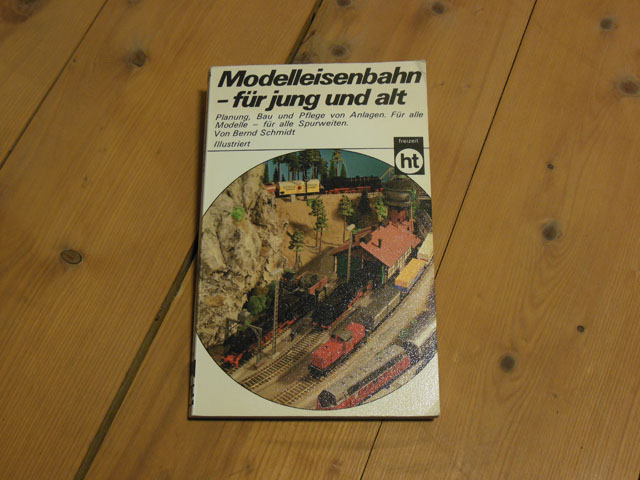 Modelleisenbahn
– für jung und alt
Planung, Bau und Pflege von Anlagen. Für alle
Modelle – für alle Spurweiten.
Von Bernd Schmidt
Illustriert
freizeit
ht